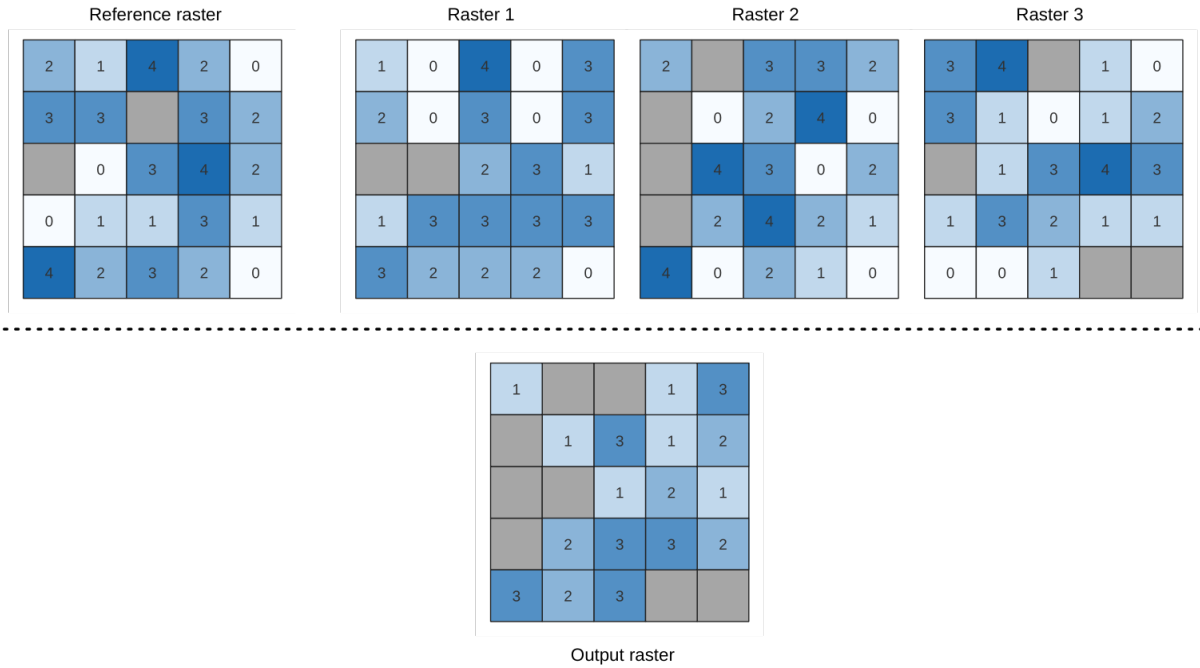 Reference raster Raster 1 Raster 2 Raster 3
2 1 4 2 0 1 0 4 0 3 2 3 3 2 3 4 1 0
3 3 3 2 2 0 3 0 3 0 2 4 0 3 1 0 1 2
0 3 4 2 2 3 1 4 3 0 2 1 3 4 3
0 1 1 3 1 1 3 3 3 3 2 4 2 1 1 3 2 1 1
4 2 3 2 0 3 2 2 2 0 4 0 2 1 0 0 0 1
1 1 3
1 3 1 2
1 2 1
2 3 3 2
3 2 3
Output raster